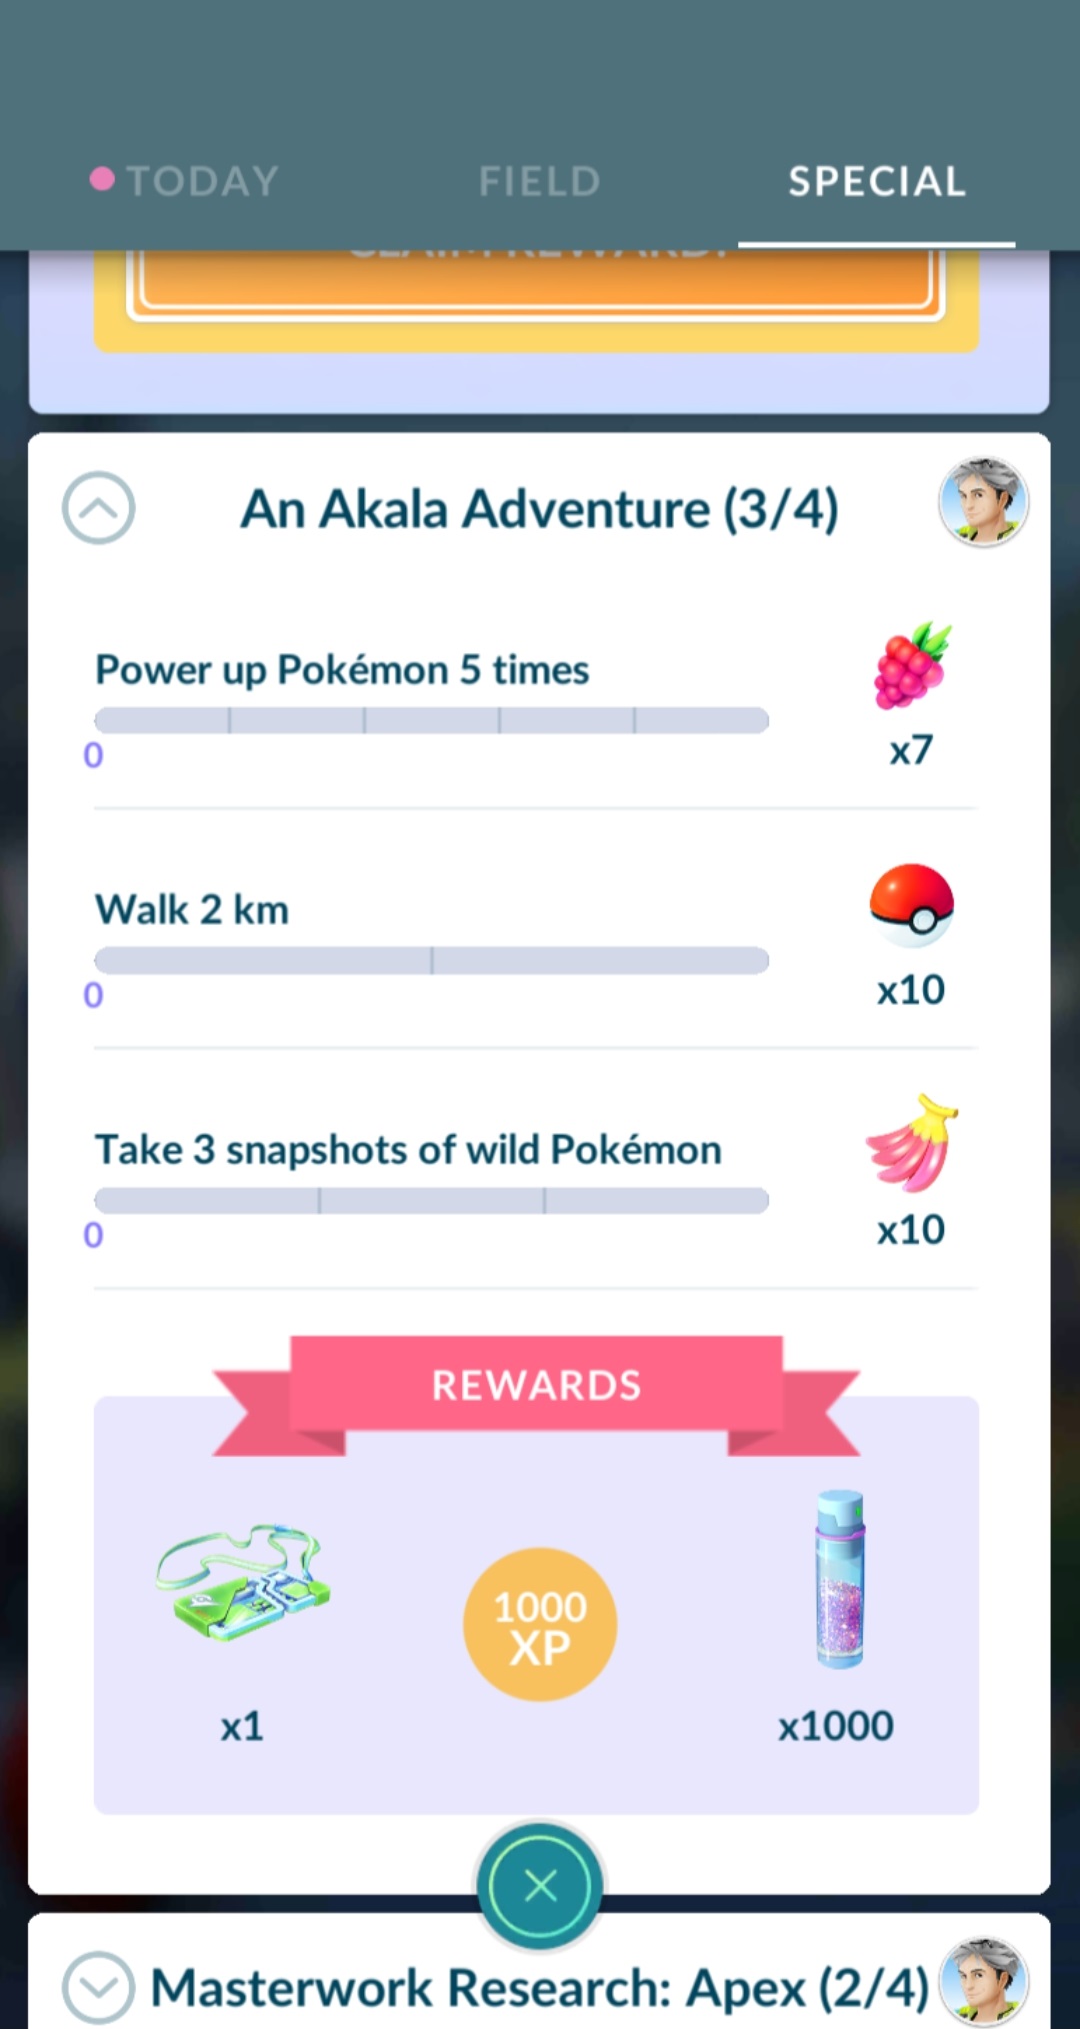 TODAY
FIELD
SPECIAL
CLAIM REWARD!
An Akala Adventure (3/4)
Power up Pokémon 5 times
0
x7
Walk 2 km
0
x10
Take 3 snapshots of wild Pokémon
0
x10
REWARDS
1000
XP
x1
x1000
Masterwork Research: Apex (2/4)